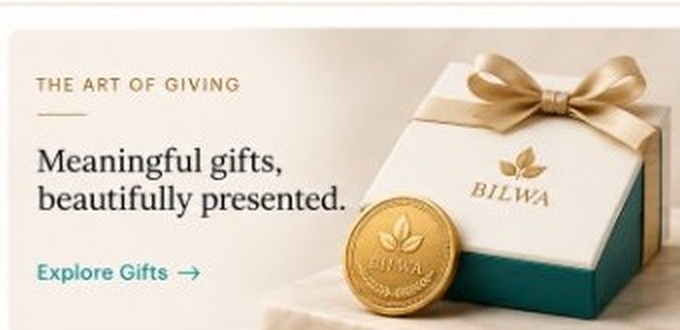 THE ART OF GIVING
Meaningful gifts,
beautifully presented.
Explore Gifts →
BILWA
BILWA